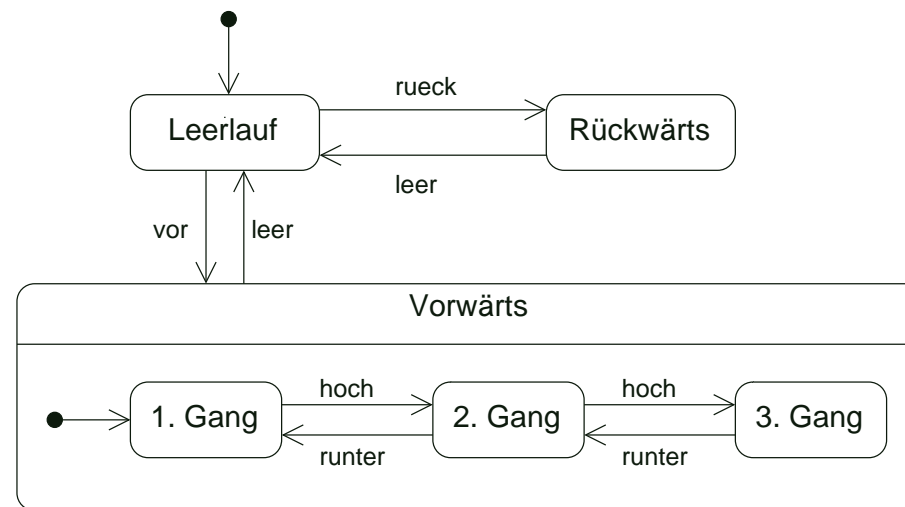 rueck
Leerlauf
Rückwärts
leer
vor
leer
Vorwärts
hoch
hoch
1. Gang
2. Gang
3. Gang
runter
runter